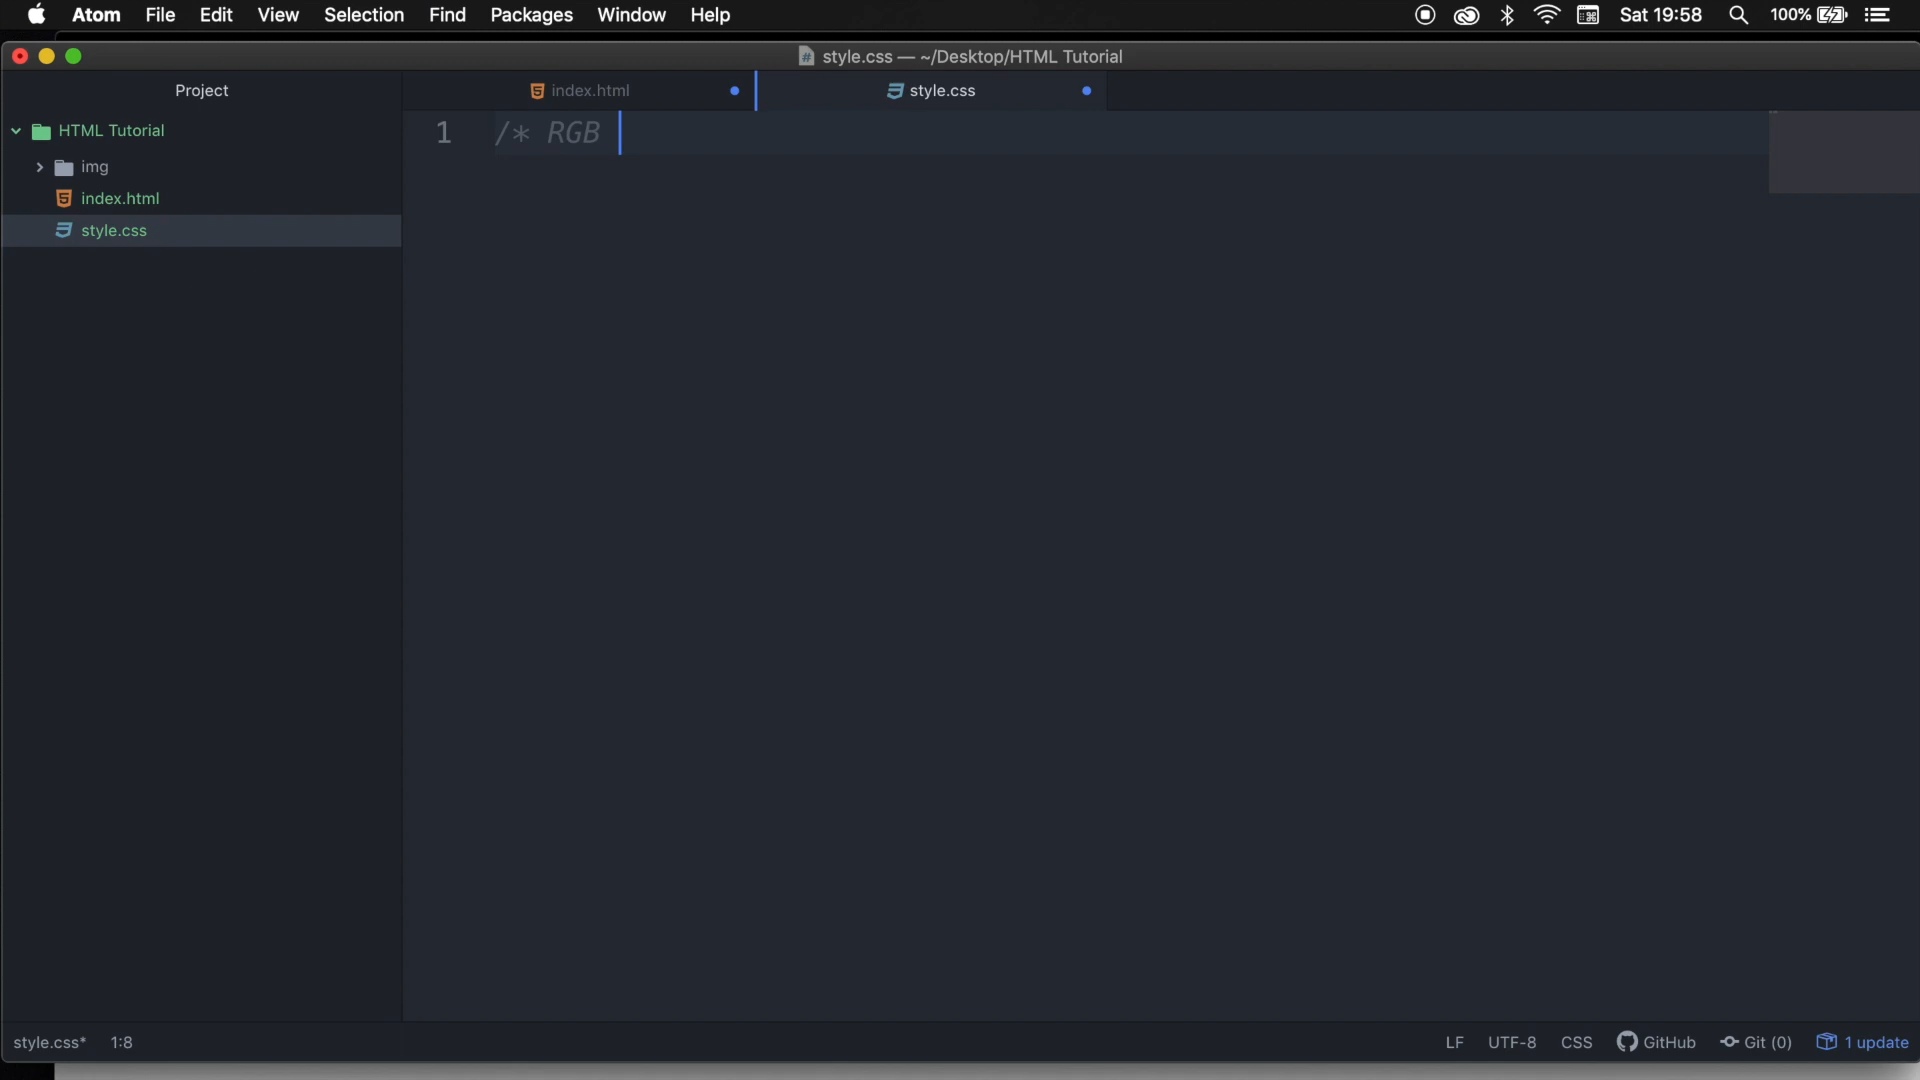 Atom File Edit View Selection Find Packages Window Help Sat 19:58 100%
style.css — ~/Desktop/HTML Tutorial
Project index.html style.css
HTML Tutorial
img
index.html
style.css
1 /* RGB
style.css* 1:8 LF UTF-8 CSS GitHub Git (0) 1 update